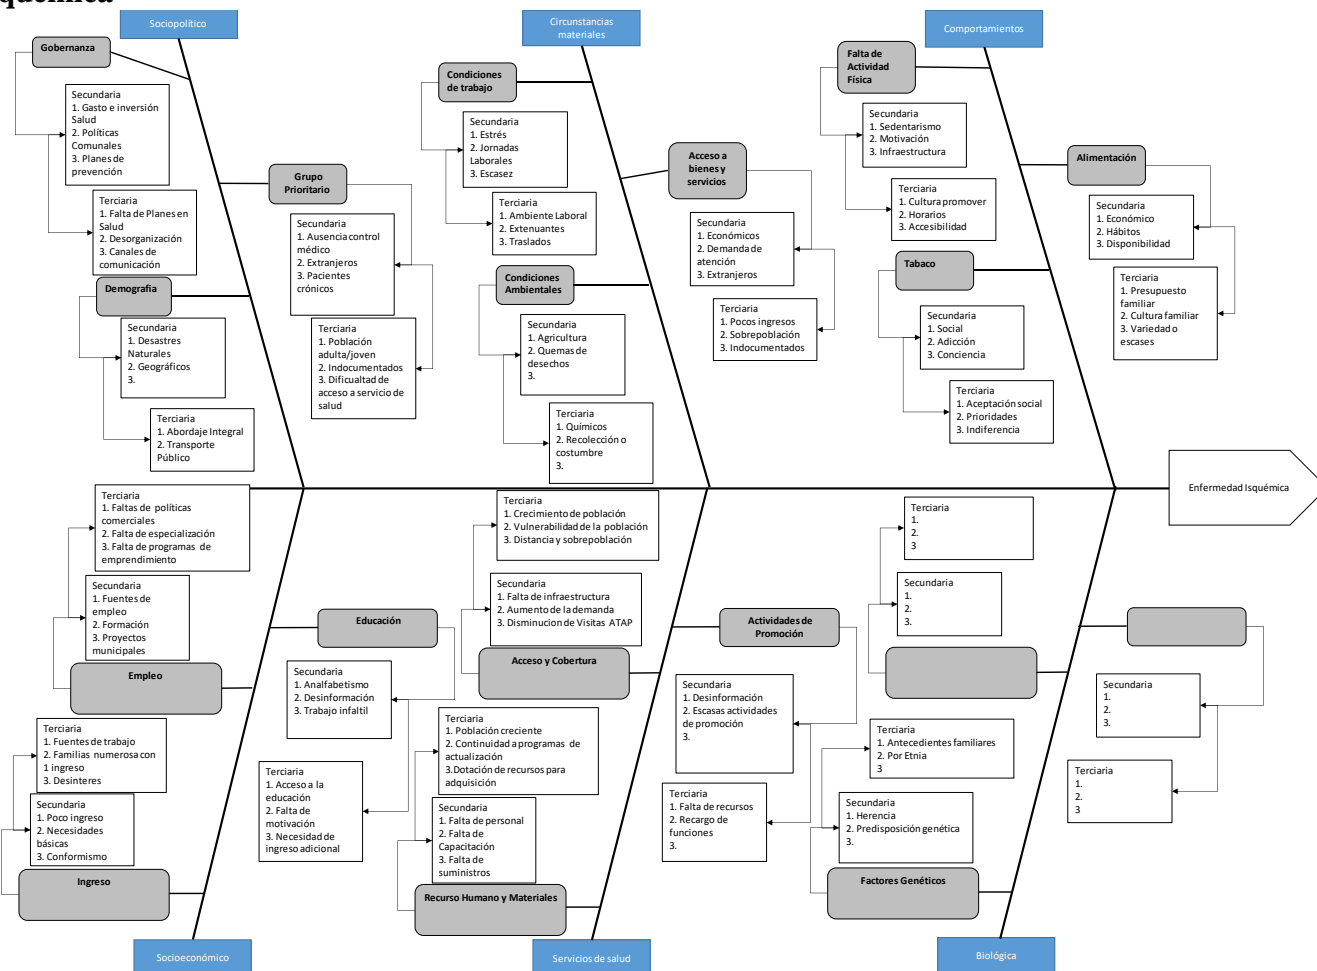 Sociopolítico
Gobernanza
Secundaria
1. Gasto e inversión
Salud
2. Políticas
Comunales
3. Planes de
prevención
Terciaria
1. Falta de Planes en
Salud
2. Desorganización
3. Canales de
comunicación
Grupo
Prioritario
Secundaria
1. Ausencia control
médico
2. Extranjeros
3. Pacientes
crónicos
Terciaria
1. Población
adulta/joven
2. Indocumentados
3. Dificualtad de
acceso a servicio de
salud
Demografia
Secundaria
1. Desastres
Naturales
2. Geográficos
3.
Terciaria
1. Abordaje Integral
2. Transporte
Público
Circunstancias
materiales
Condiciones
de trabajo
Secundaria
1. Estrés
2. Jornadas
Laborales
3. Escasez
Terciaria
1. Ambiente Laboral
2. Extenuantes
3. Traslados
Acceso a
bienes y
servicios
Secundaria
1. Económicos
2. Demanda de
atención
3. Extranjeros
Terciaria
1. Pocos ingresos
2. Sobrepoblación
3. Indocumentados
Condiciones
Ambientales
Secundaria
1. Agricultura
2. Quemas de
desechos
3.
Terciaria
1. Químicos
2. Recolección o
costumbre
3.
Comportamientos
Falta de
Actividad
Física
Secundaria
1. Sedentarismo
2. Motivación
3. Infraestructura
Terciaria
1. Cultura promover
2. Horarios
3. Accesibilidad
Alimentación
Secundaria
1. Económico
2. Hábitos
3. Disponibilidad
Terciaria
1. Presupuesto
familiar
2. Cultura familiar
3. Variedad o
escases
Tabaco
Secundaria
1. Social
2. Adicción
3. Conciencia
Terciaria
1. Aceptación social
2. Prioridades
3. Indiferencia
Enfermedad Isquémica
Terciaria
1. Faltas de políticas
comerciales
2. Falta de especialización
3. Falta de programas de
emprendimiento
Secundaria
1. Fuentes de
empleo
2. Formación
3. Proyectos
municipales
Empleo
Educación
Secundaria
1. Analfabetismo
2. Desinformación
3. Trabajo infaltil
Terciaria
1. Acceso a la
educación
2. Falta de
motivación
3. Necesidad de
ingreso adicional
Terciaria
1. Fuentes de trabajo
2. Familias numerosa con
1 ingreso
3. Desinteres
Secundaria
1. Poco ingreso
2. Necesidades
básicas
3. Conformismo
Ingreso
Socioeconómico
Terciaria
1. Crecimiento de población
2. Vulnerabilidad de la población
3. Distancia y sobrepoblación
Secundaria
1. Falta de infraestructura
2. Aumento de la demanda
3. Disminucion de Visitas ATAP
Acceso y Cobertura
Actividades de
Promoción
Secundaria
1. Desinformación
2. Escasas actividades
de promoción
3.
Terciaria
1. Falta de recursos
2. Recargo de
funciones
3.
Terciaria
1. Población creciente
2. Continuidad a programas de
actualización
3.Dotación de recursos para
adquisición
Secundaria
1. Falta de personal
2. Falta de
Capacitación
3. Falta de
suministros
Recurso Humano y Materiales
Servicios de salud
Terciaria
1.
2.
3
Secundaria
1.
2.
3.
Secundaria
1.
2.
3.
Terciaria
1.
2.
3
Terciaria
1. Antecedentes familiares
2. Por Etnia
3
Secundaria
1. Herencia
2. Predisposición genética
3.
Factores Genéticos
Biológica